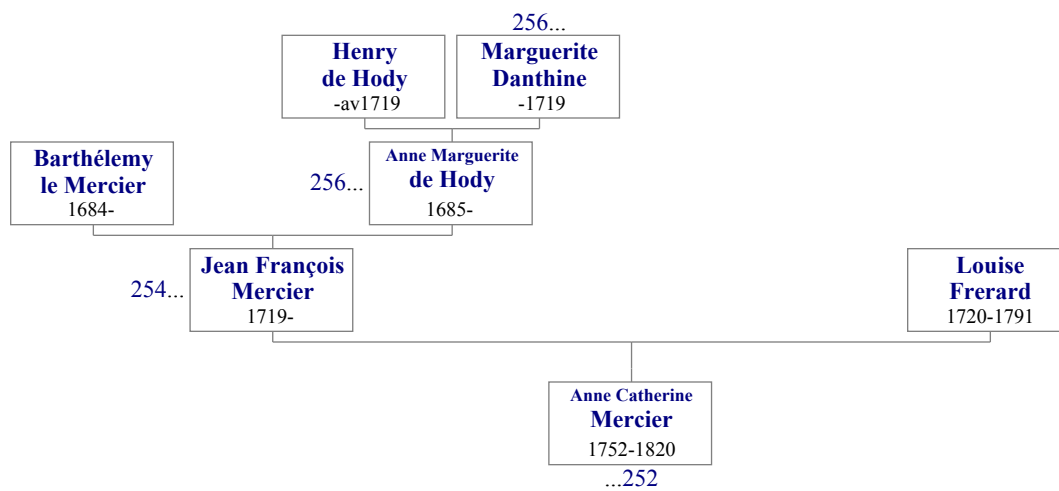 256...
Henry
de Hody
-av1719
Marguerite
Danthine
-1719
Barthélemy
le Mercier
1684-
256...
Anne Marguerite
de Hody
1685-
254...
Jean François
Mercier
1719-
Louise
Frerard
1720-1791
Anne Catherine
Mercier
1752-1820
...252